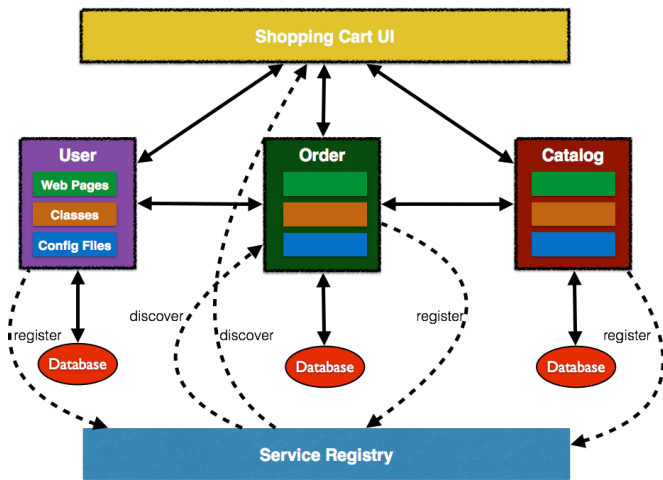 Shopping Cart UI
User
Order
Catalog
Web Pages
Classes
Config Files
discover
discover
register
register
register
Database
Database
Database
Service Registry